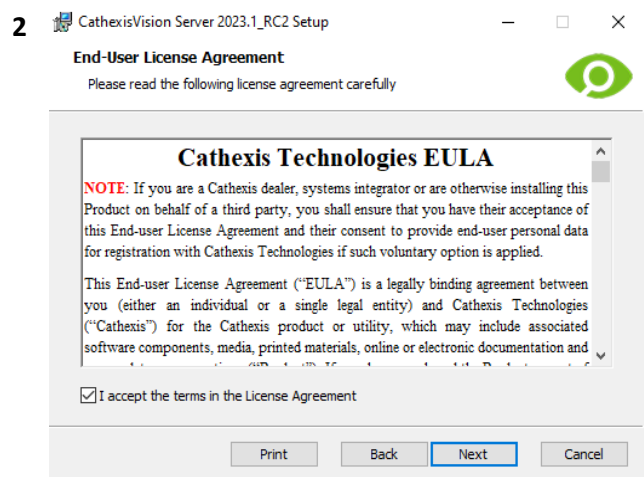 2
CathexisVision Server 2023.1_RC2 Setup
End-User License Agreement
Please read the following license agreement carefully
Cathexis Technologies EULA
NOTE: If you are a Cathexis dealer, systems integrator or are otherwise installing this
Product on behalf of a third party, you shall ensure that you have their acceptance of
this End-user License Agreement and their consent to provide end-user personal data
for registration with Cathexis Technologies if such voluntary option is applied.
This End-user License Agreement (“EULA”) is a legally binding agreement between
you (either an individual or a single legal entity) and Cathexis Technologies
(“Cathexis”) for the Cathexis product or utility, which may include associated
software components, media, printed materials, online or electronic documentation and
I accept the terms in the License Agreement
Print Back Next Cancel